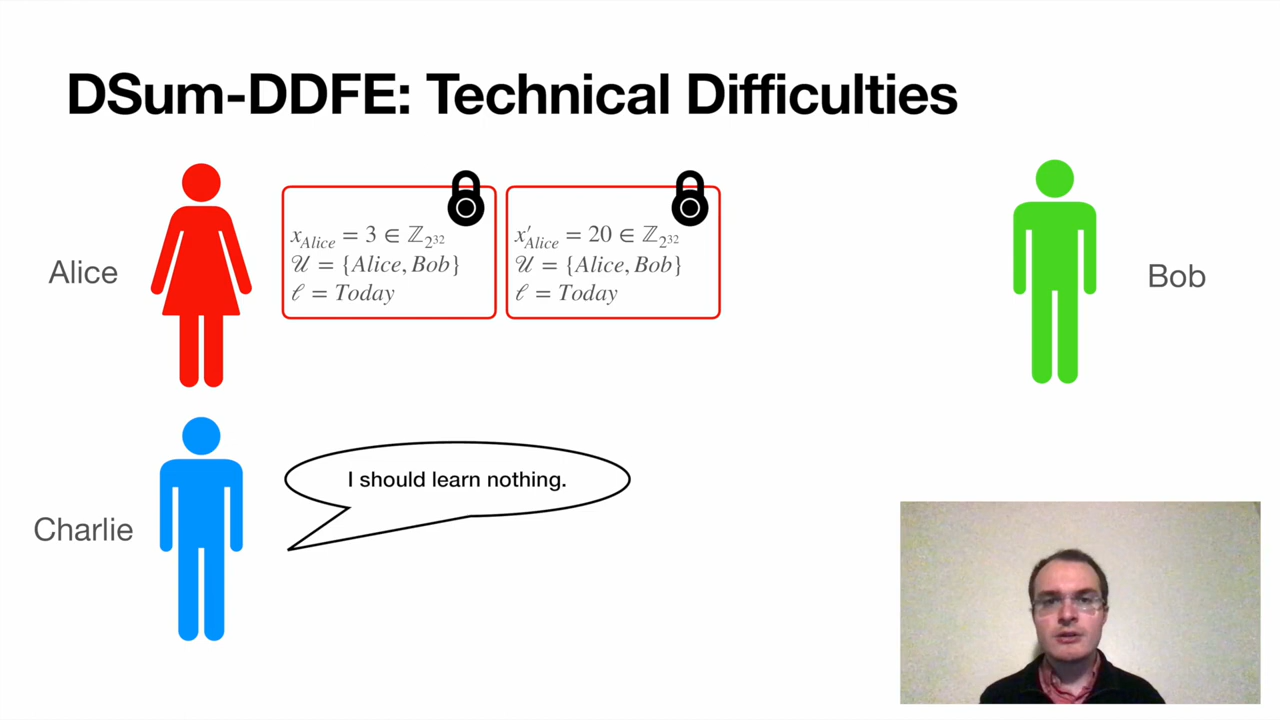 DSum-DDFE: Technical Difficulties
Alice
x_Alice = 3 ∈ ℤ_2^32
𝒰 = {Alice, Bob}
ℓ = Today
x′_Alice = 20 ∈ ℤ_2^32
𝒰 = {Alice, Bob}
ℓ = Today
Bob
Charlie
I should learn nothing.